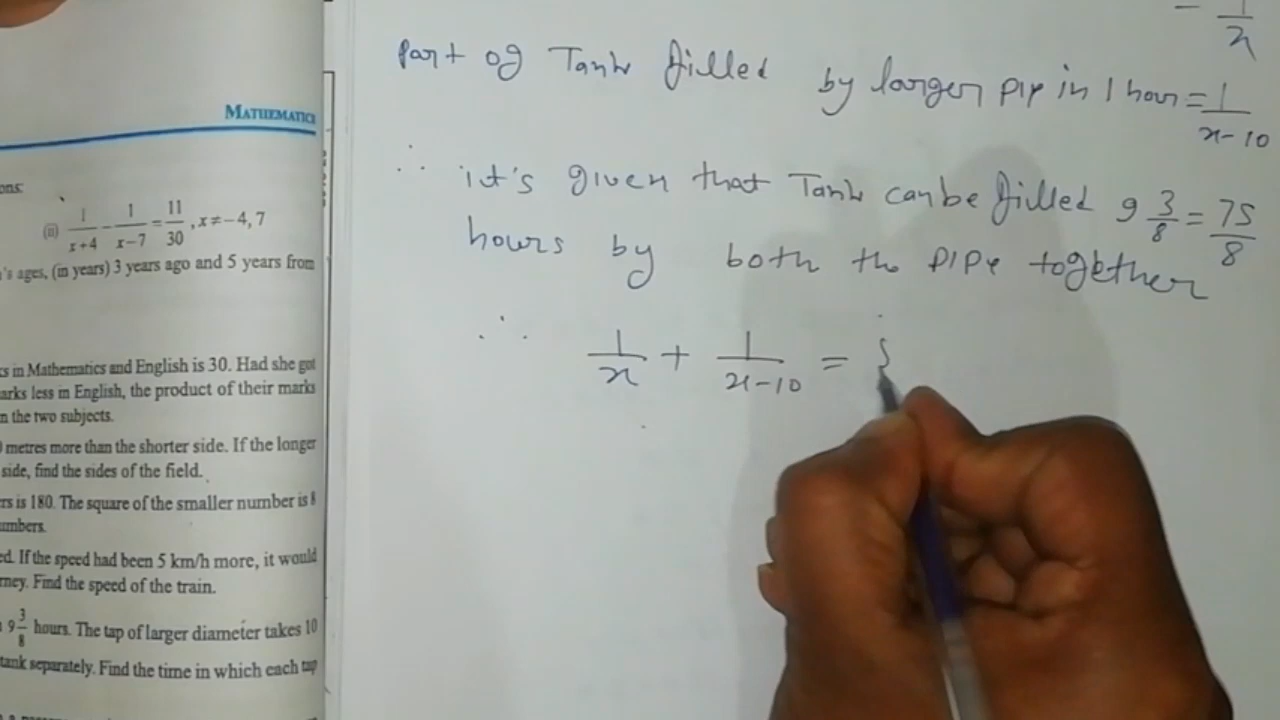 MATHEMATICS
ons:
(ii) 1/x+4 - 1/x-7 = 11/30, x≠-4, 7
's ages, (in years) 3 years ago and 5 years from
s in Mathematics and English is 30. Had she got
arks less in English, the product of their marks
n the two subjects.
metres more than the shorter side. If the longer
side, find the sides of the field.
rs is 180. The square of the smaller number is 8
umbers.
ed. If the speed had been 5 km/h more, it would
rney. Find the speed of the train.
9 3/8 hours. The tap of larger diameter takes 10
tank separately. Find the time in which each tap
- 1/x
Part of Tank filled by larger pip in 1 hour = 1/x-10
∴ it's given that Tank can be filled 9 3/8 = 75/8
hours by both the PIPe together
∴ 1/x + 1/x-10 =